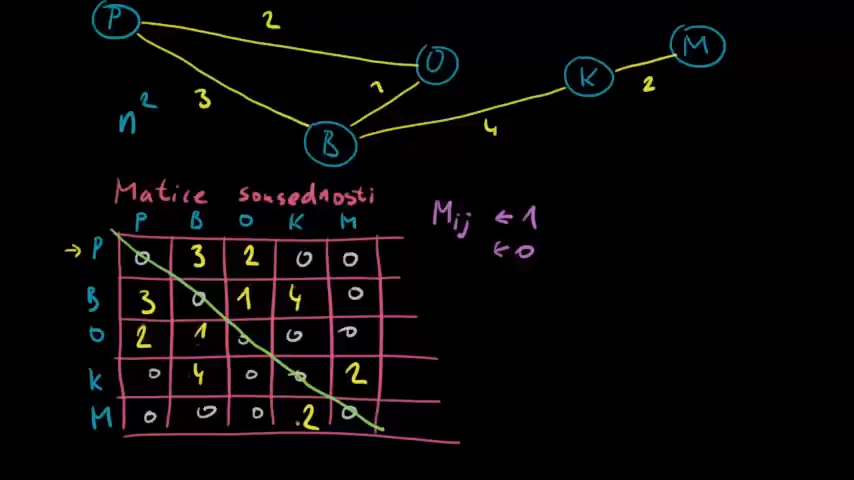 P
2
O
K
M
2
1
3
n²
B
4
Matice sousednosti
P B O K M
Mij ← 1
← 0
→ P 0 3 2 0 0
B 3 0 1 4 0
O 2 1 0 0 0
K 0 4 0 0 2
M 0 0 0 2 0